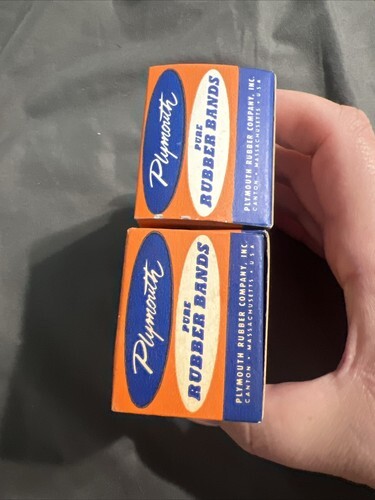 Plymouth
PURE
RUBBER BANDS
PLYMOUTH RUBBER COMPANY, INC.
CANTON • MASSACHUSETTS • U S A
Plymouth
PURE
RUBBER BANDS
PLYMOUTH RUBBER COMPANY, INC.
CANTON • MASSACHUSETTS • U S A